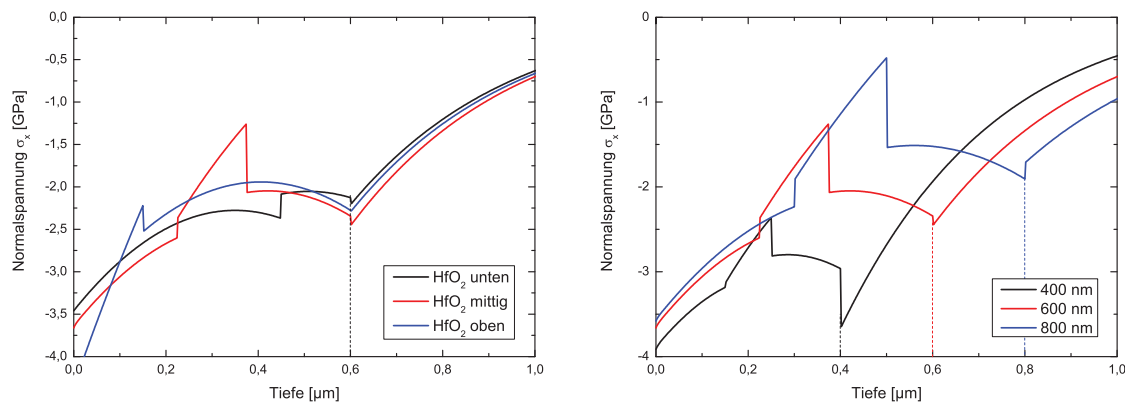 0,0
-0,5
-1,0
-1,5
-2,0
-2,5
-3,0
-3,5
-4,0
Normalspannung σx [GPa]
0,0 0,2 0,4 0,6 0,8 1,0
Tiefe [µm]
HfO2 unten
HfO2 mittig
HfO2 oben
0
-1
-2
-3
-4
Normalspannung σx [GPa]
0,0 0,2 0,4 0,6 0,8 1,0
Tiefe [µm]
400 nm
600 nm
800 nm